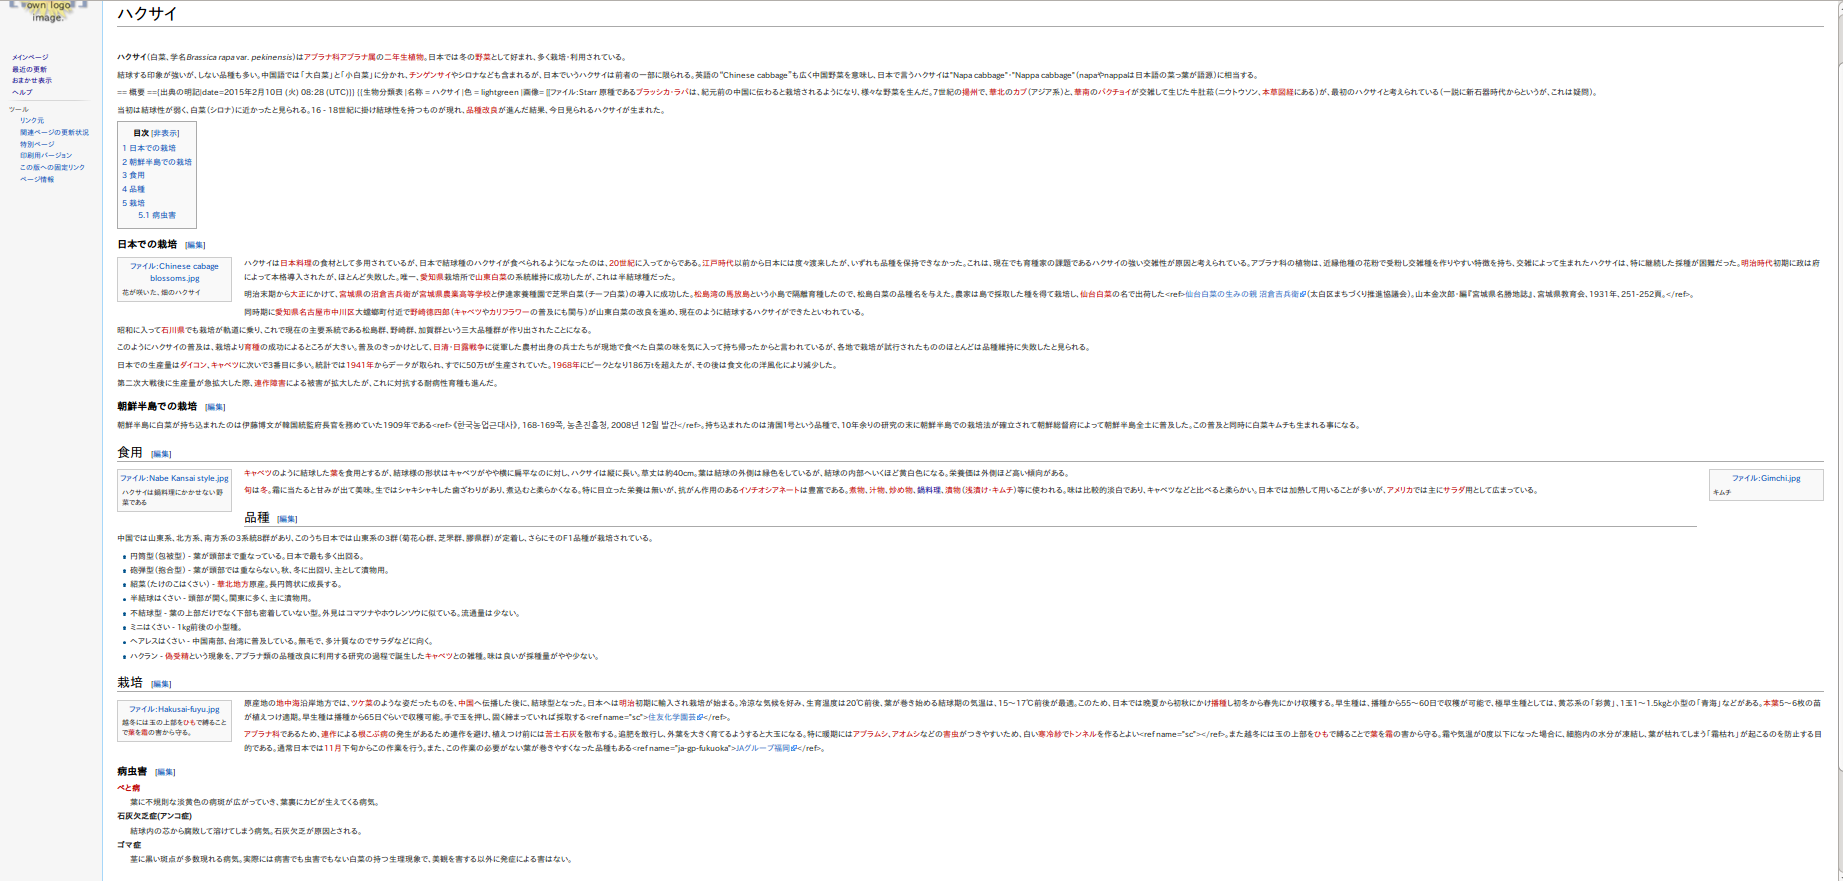 own logo
image.
メインページ
最近の更新
おまかせ表示
ヘルプ
ツール
リンク元
関連ページの更新状況
特別ページ
印刷用バージョン
この版への固定リンク
ページ情報
ハクサイ
ハクサイ(白菜、学名Brassica rapa var. pekinensis)はアブラナ科アブラナ属の二年生植物。日本では冬の野菜として好まれ、多く栽培・利用されている。
結球する印象が強いが、しない品種も多い。中国語では「大白菜」と「小白菜」に分かれ、チンゲンサイやシロナなども含まれるが、日本でいうハクサイは前者の一部に限られる。英語の"Chinese cabbage"も広く中国野菜を意味し、日本で言うハクサイは"Napa cabbage"・"Nappa cabbage"(napaやnappaは日本語の菜っ葉が語源)に相当する。
== 概要 =={出典の明記|date=2015年2月10日 (火) 08:28 (UTC)}} {{生物分類表 |名称 = ハクサイ |色 = lightgreen |画像= [[ファイル:Starr 原種であるブラッシカ・ラパは、紀元前の中国に伝わると栽培されるようになり、様々な野菜を生んだ。7世紀の揚州で、華北のカブ(アジア系)と、華南のパクチョイが交雑して生じた牛肚菘(ニウトウソン、本草図経にある)が、最初のハクサイと考えられている(一説に新石器時代からというが、これは疑問)。
当初は結球性が弱く、白菜(シロナ)に近かったと見られる。16 - 18世紀に掛け結球性を持つものが現れ、品種改良が進んだ結果、今日見られるハクサイが生まれた。
目次 [非表示]
1 日本での栽培
2 朝鮮半島での栽培
3 食用
4 品種
5 栽培
5.1 病虫害
日本での栽培 [編集]
ファイル:Chinese cabage
blossoms.jpg
花が咲いた、畑のハクサイ
ハクサイは日本料理の食材として多用されているが、日本で結球種のハクサイが食べられるようになったのは、20世紀に入ってからである。江戸時代以前から日本には度々渡来したが、いずれも品種を保持できなかった。これは、現在でも育種家の課題であるハクサイの強い交雑性が原因と考えられている。アブラナ科の植物は、近縁他種の花粉で受粉し交雑種を作りやすい特徴を持ち、交雑によって生まれたハクサイは、特に継続した採種が困難だった。明治時代初期に政は府
によって本格導入されたが、ほとんど失敗した。唯一、愛知県栽培所で山東白菜の系統維持に成功したが、これは半結球種だった。
明治末期から大正にかけて、宮城県の沼倉吉兵衛が宮城県農業高等学校と伊達家養種園で芝罘白菜(チーフ白菜)の導入に成功した。松島湾の馬放島という小島で隔離育種したので、松島白菜の品種名を与えた。農家は島で採取した種を得て栽培し、仙台白菜の名で出荷した<ref>仙台白菜の生みの親 沼倉吉兵衛(太白区まちづくり推進協議会)。山本金次郎・編『宮城県名勝地誌』、宮城県教育会、1931年、251-252頁。</ref>。
同時期に愛知県名古屋市中川区大蟷螂町付近で野崎徳四郎(キャベツやカリフラワーの普及にも関与)が山東白菜の改良を進め、現在のように結球するハクサイができたといわれている。
昭和に入って石川県でも栽培が軌道に乗り、これで現在の主要系統である松島群、野崎群、加賀群という三大品種群が作り出されたことになる。
このようにハクサイの普及は、栽培より育種の成功によるところが大きい。普及のきっかけとして、日清・日露戦争に従軍した農村出身の兵士たちが現地で食べた白菜の味を気に入って持ち帰ったからと言われているが、各地で栽培が試行されたもののほとんどは品種維持に失敗したと見られる。
日本での生産量はダイコン、キャベツに次いで3番目に多い。統計では1941年からデータが取られ、すでに50万tが生産されていた。1968年にピークとなり186万tを超えたが、その後は食文化の洋風化により減少した。
第二次大戦後に生産量が急拡大した際、連作障害による被害が拡大したが、これに対抗する耐病性育種も進んだ。
朝鮮半島での栽培 [編集]
朝鮮半島に白菜が持ち込まれたのは伊藤博文が韓国統監府長官を務めていた1909年である<ref>《한국농업근대사》, 168-169쪽, 농촌진흥청, 2008년 12월 발간</ref>。持ち込まれたのは清国1号という品種で、10年余りの研究の末に朝鮮半島での栽培法が確立されて朝鮮総督府によって朝鮮半島全土に普及した。この普及と同時に白菜キムチも生まれる事になる。
食用 [編集]
ファイル:Nabe Kansai style.jpg
ハクサイは鍋料理にかかせない野
菜である
キャベツのように結球した葉を食用とするが、結球様の形状はキャベツがやや横に扁平なのに対し、ハクサイは縦に長い。草丈は約40cm。葉は結球の外側は緑色をしているが、結球の内部へいくほど黄白色になる。栄養価は外側ほど高い傾向がある。
旬は冬。霜に当たると甘みが出て美味。生ではシャキシャキした歯ざわりがあり、煮込むと柔らかくなる。特に目立った栄養は無いが、抗がん作用のあるイソチオシアネートは豊富である。煮物、汁物、炒め物、鍋料理、漬物(浅漬け・キムチ)等に使われる。味は比較的淡白であり、キャベツなどと比べると柔らかい。日本では加熱して用いることが多いが、アメリカでは主にサラダ用として広まっている。
ファイル:Gimchi.jpg
キムチ
品種 [編集]
中国では山東系、北方系、南方系の3系統8群があり、このうち日本では山東系の3群(菊花心群、芝罘群、膠県群)が定着し、さらにそのF1品種が栽培されている。
円筒型(包被型) - 葉が頭部まで重なっている。日本で最も多く出回る。
砲弾型(抱合型) - 葉が頭部では重ならない。秋、冬に出回り、主として漬物用。
紹菜(たけのこはくさい) - 華北地方原産。長円筒状に成長する。
半結球はくさい - 頭部が開く。関東に多く、主に漬物用。
不結球型 - 葉の上部だけでなく下部も密着していない型。外見はコマツナやホウレンソウに似ている。流通量は少ない。
ミニはくさい - 1kg前後の小型種。
ヘアレスはくさい - 中国南部、台湾に普及している。無毛で、多汁質なのでサラダなどに向く。
ハクラン - 偽受精という現象を、アブラナ類の品種改良に利用する研究の過程で誕生したキャベツとの雑種。味は良いが採種量がやや少ない。
栽培 [編集]
ファイル:Hakusai-fuyu.jpg
越冬には玉の上部をひもで縛ること
で葉を霜の害から守る。
原産地の地中海沿岸地方では、ツケ菜のような姿だったものを、中国へ伝播した後に、結球型となった。日本へは明治初期に輸入され栽培が始まる。冷涼な気候を好み、生育温度は20℃前後、葉が巻き始める結球期の気温は、15～17℃前後が最適。このため、日本では晩夏から初秋にかけ播種し初冬から春先にかけ収穫する。早生種は、播種から55～60日で収穫が可能で、極早生種としては、黄芯系の「彩黄」、1玉1～1.5kgと小型の「青海」などがある。本葉5～6枚の苗
が植えつけ適期。早生種は播種から65日ぐらいで収穫可能。手で玉を押し、固く締まっていれば採取する<ref name="sc">住友化学園芸</ref>。
アブラナ科であるため、連作による根こぶ病の発生があるため連作を避け、植えつけ前には苦土石灰を散布する。追肥を敷行し、外葉を大きく育てるようすると大玉になる。特に暖期にはアブラムシ、アオムシなどの害虫がつきやすいため、白い寒冷紗でトンネルを作るとよい<ref name="sc"></ref>。また越冬には玉の上部をひもで縛ることで葉を霜の害から守る。霜や気温が0度以下になった場合に、細胞内の水分が凍結し、葉が枯れてしまう「霜枯れ」が起こるのを防止する目
的である。通常日本では11月下旬からこの作業を行う。また、この作業の必要がない葉が巻きやすくなった品種もある<ref name="ja-gp-fukuoka">JAグループ福岡</ref>。
病虫害 [編集]
べと病
葉に不規則な淡黄色の病斑が広がっていき、葉裏にカビが生えてくる病気。
石灰欠乏症(アンコ症)
結球内の芯から腐敗して溶けてしまう病気。石灰欠乏が原因とされる。
ゴマ症
茎に黒い斑点が多数現れる病気。実際には病害でも虫害でもない白菜の持つ生理現象で、美観を害する以外に発症による害はない。